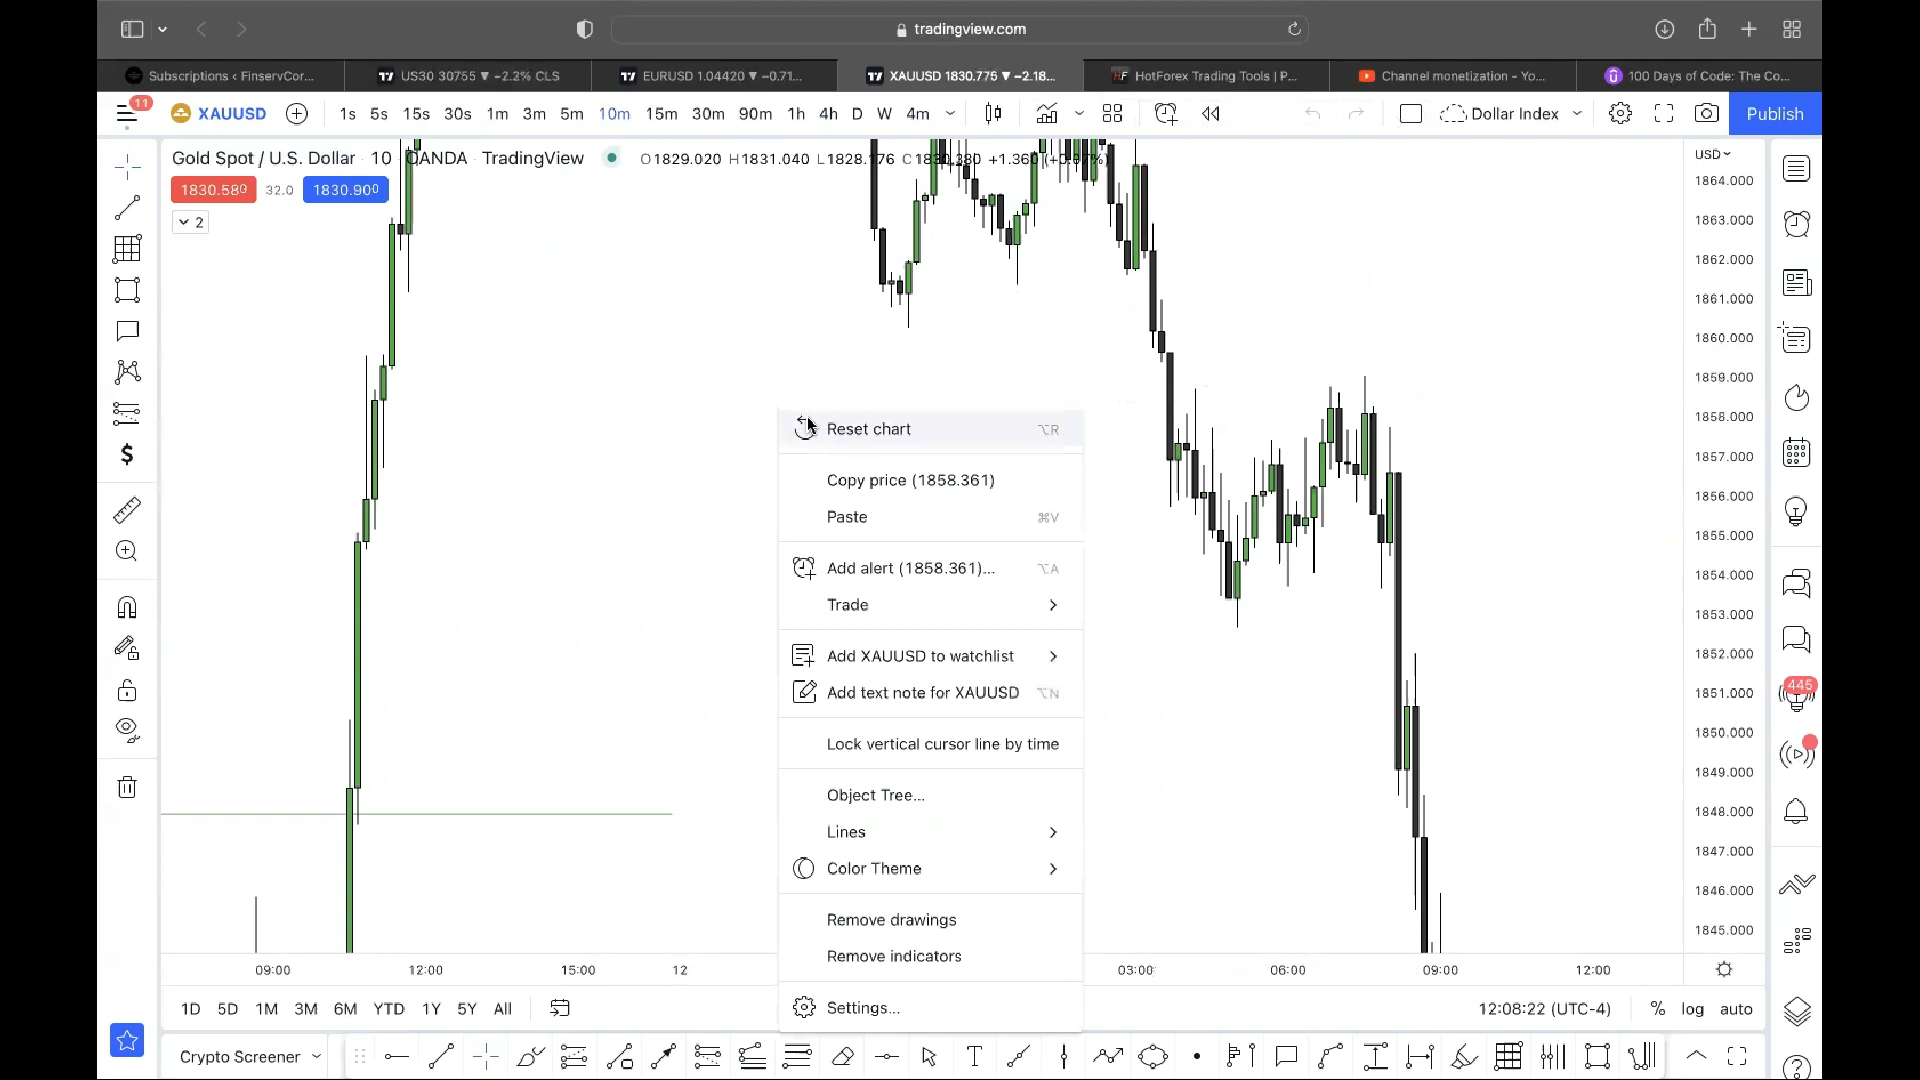 tradingview.com
Subscriptions ‹ FinservCor...
US30 30755 ▼ −2.2% CLS
EURUSD 1.04420 ▼ −0.71...
XAUUSD 1830.775 ▼ −2.18...
HotForex Trading Tools | P...
Channel monetization - Yo...
100 Days of Code: The Co...
11
XAUUSD
1s 5s 15s 30s 1m 3m 5m 10m 15m 30m 90m 1h 4h D W 4m
Dollar Index
Publish
Gold Spot / U.S. Dollar · 10 · OANDA · TradingView
O1829.020 H1831.040 L1828.176 C1830.380 +1.360 (+0.07%)
1830.580 32.0 1830.900
2
USD
1864.000
1863.000
1862.000
1861.000
1860.000
1859.000
1858.000
1857.000
1856.000
1855.000
1854.000
1853.000
1852.000
1851.000
1850.000
1849.000
1848.000
1847.000
1846.000
1845.000
Reset chart ⌥R
Copy price (1858.361)
Paste ⌘V
Add alert (1858.361)... ⌥A
Trade
Add XAUUSD to watchlist
Add text note for XAUUSD ⌥N
Lock vertical cursor line by time
Object Tree...
Lines
Color Theme
Remove drawings
Remove indicators
Settings...
445
09:00 12:00 15:00 12 03:00 06:00 09:00 12:00
1D 5D 1M 3M 6M YTD 1Y 5Y All
12:08:22 (UTC-4) % log auto
Crypto Screener